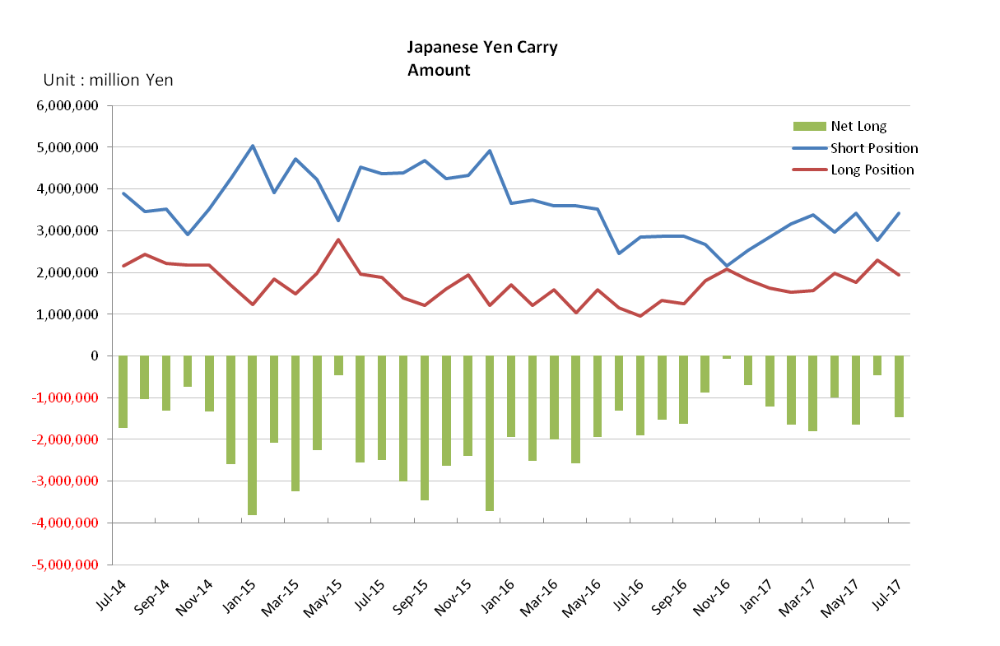 Japanese Yen Carry
Amount
Unit : million Yen
6,000,000
5,000,000
4,000,000
3,000,000
2,000,000
1,000,000
0
-1,000,000
-2,000,000
-3,000,000
-4,000,000
-5,000,000
Net Long
Short Position
Long Position
Jul-14
Sep-14
Nov-14
Jan-15
Mar-15
May-15
Jul-15
Sep-15
Nov-15
Jan-16
Mar-16
May-16
Jul-16
Sep-16
Nov-16
Jan-17
Mar-17
May-17
Jul-17